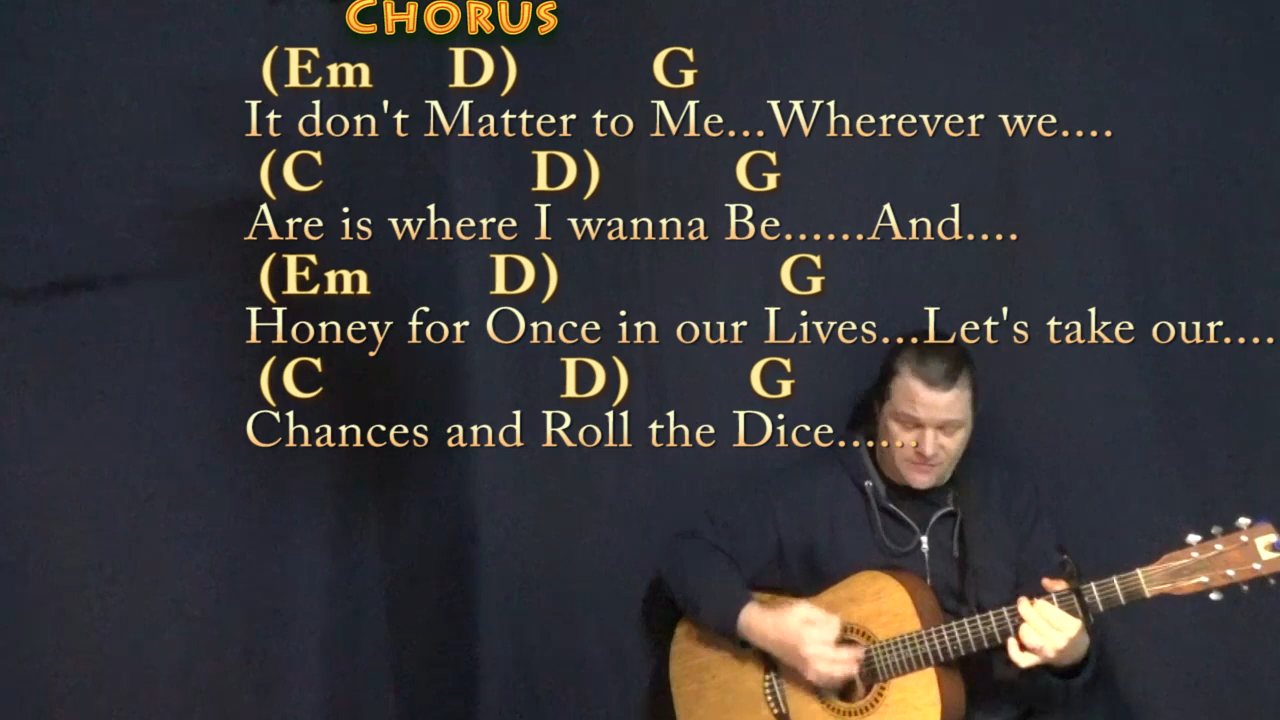 CHORUS
(Em D) G
It don't Matter to Me...Wherever we....
(C D) G
Are is where I wanna Be......And....
(Em D) G
Honey for Once in our Lives...Let's take our....
(C D) G
Chances and Roll the Dice......